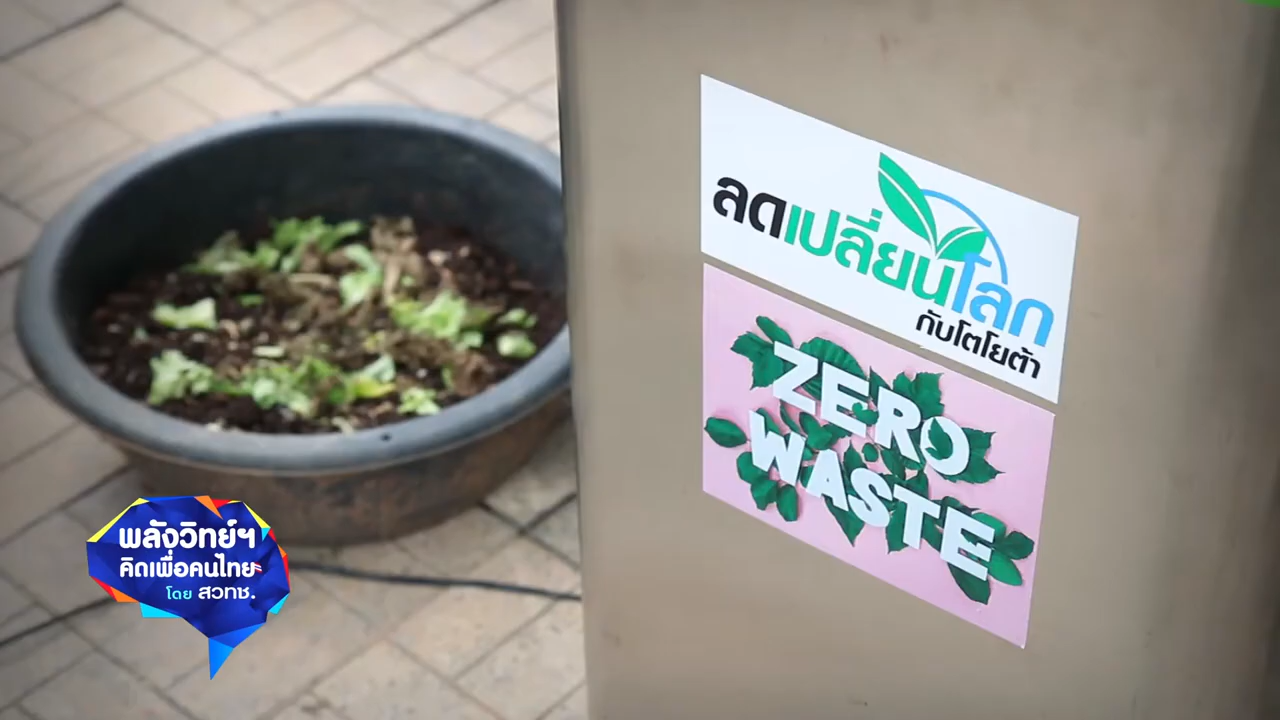 ลดเปลี่ยนโลก
กับโตโยต้า
ZERO
WASTE
พลังวิทย์ฯ
คิดเพื่อคนไทย
โดย สวทช.